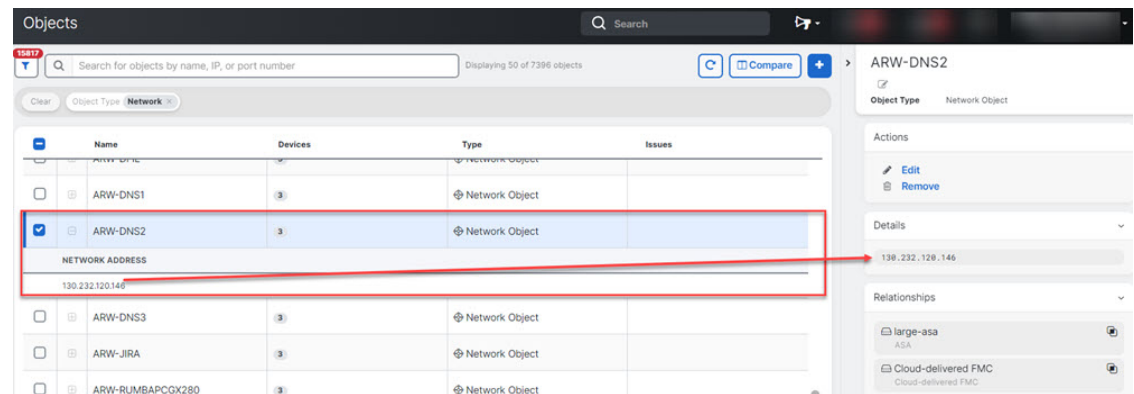 Objects
Search
15817
Search for objects by name, IP, or port number
Displaying 50 of 7396 objects
Compare
Clear
Object Type Network
Name Devices Type Issues
3 Network Object
ARW-DNS1 3 Network Object
ARW-DNS2 3 Network Object
NETWORK ADDRESS
130.232.120.146
ARW-DNS3 3 Network Object
ARW-JIRA 3 Network Object
ARW-RUMBAPCGX280 3 Network Object
ARW-DNS2
Object Type Network Object
Actions
Edit
Remove
Details
130.232.120.146
Relationships
large-asa
ASA
Cloud-delivered FMC
Cloud-delivered FMC